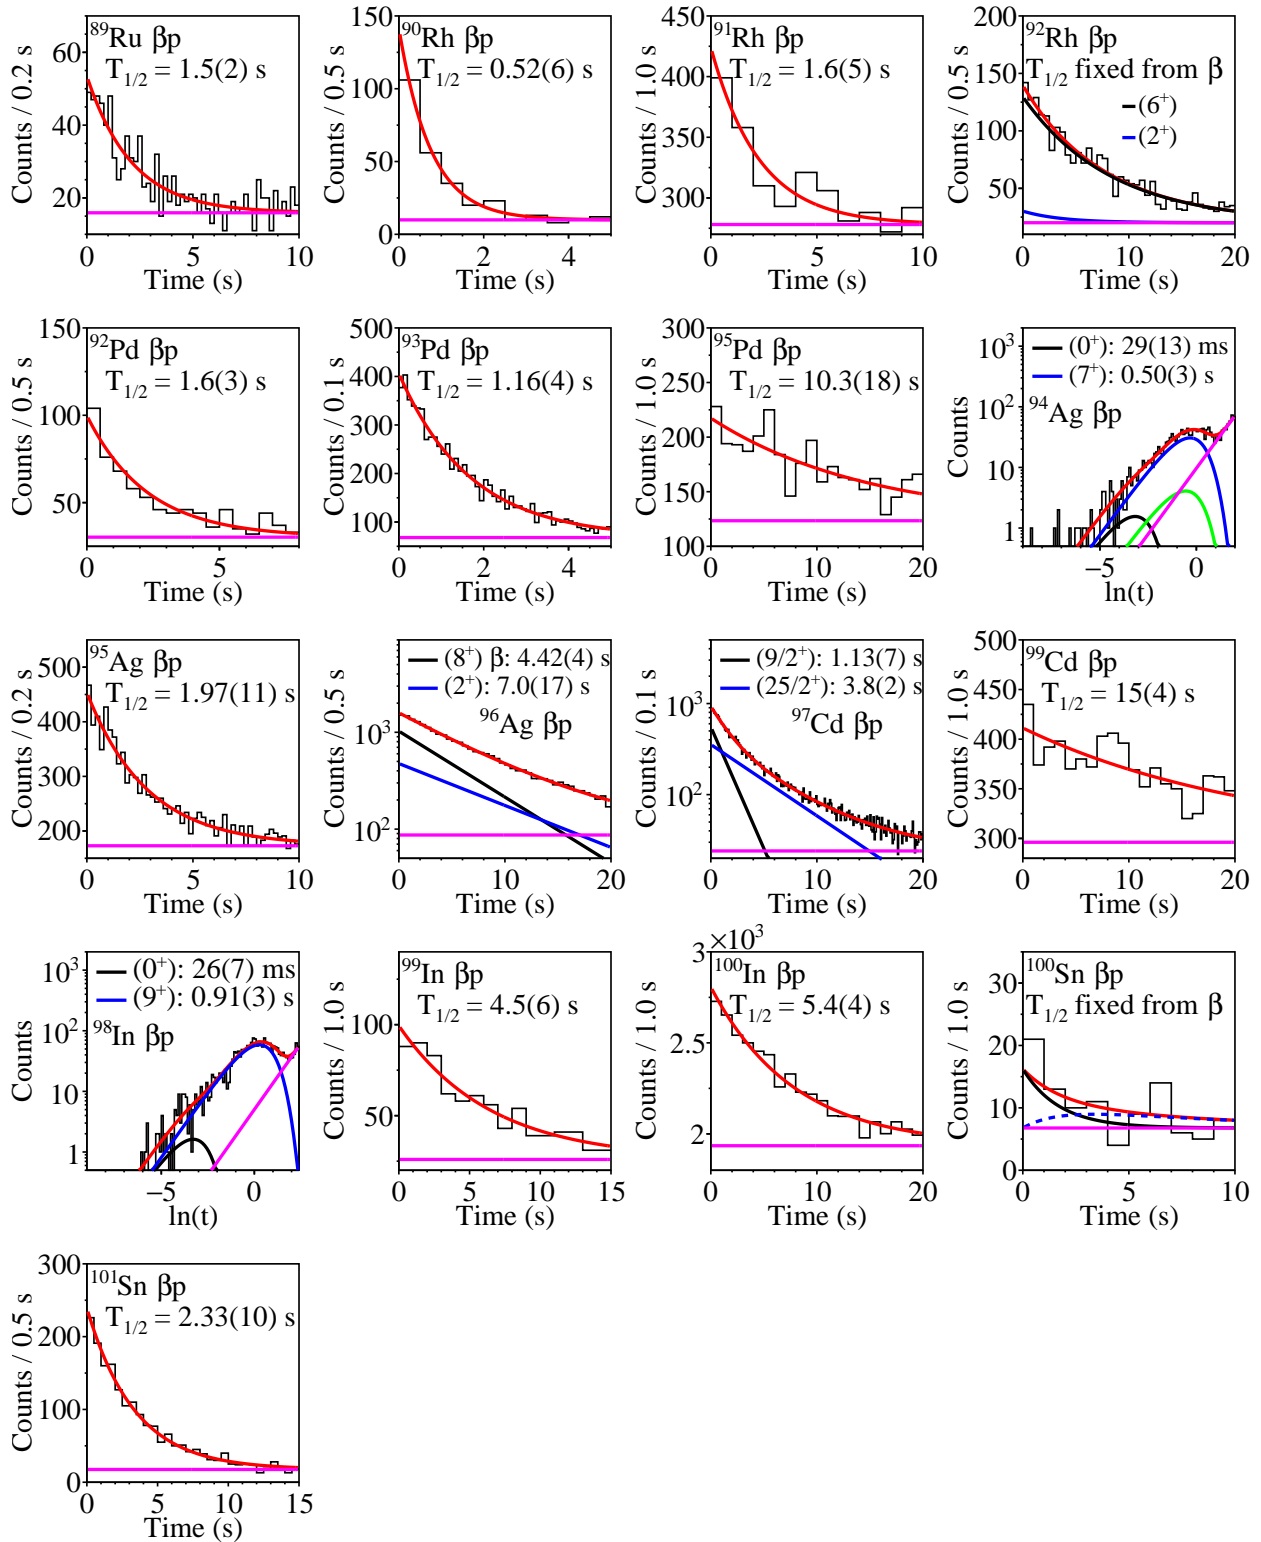 ⁸⁹Ru βp
T₁/₂ = 1.5(2) s
Counts / 0.2 s
60
40
20
0 5 10
Time (s)
⁹⁰Rh βp
T₁/₂ = 0.52(6) s
Counts / 0.5 s
150
100
50
0
0 2 4
Time (s)
⁹¹Rh βp
T₁/₂ = 1.6(5) s
Counts / 1.0 s
450
400
350
300
0 5 10
Time (s)
⁹²Rh βp
T₁/₂ fixed from β
(6⁺)
(2⁺)
Counts / 0.5 s
200
150
100
50
0 10 20
Time (s)
⁹²Pd βp
T₁/₂ = 1.6(3) s
Counts / 0.5 s
150
100
50
0 5
Time (s)
⁹³Pd βp
T₁/₂ = 1.16(4) s
Counts / 0.1 s
500
400
300
200
100
0 2 4
Time (s)
⁹⁵Pd βp
T₁/₂ = 10.3(18) s
Counts / 1.0 s
300
250
200
150
100
0 10 20
Time (s)
(0⁺): 29(13) ms
(7⁺): 0.50(3) s
⁹⁴Ag βp
Counts
10³
10²
10
1
−5 0
ln(t)
⁹⁵Ag βp
T₁/₂ = 1.97(11) s
Counts / 0.2 s
500
400
300
200
0 5 10
Time (s)
(8⁺) β: 4.42(4) s
(2⁺): 7.0(17) s
⁹⁶Ag βp
Counts / 0.5 s
10³
10²
0 10 20
Time (s)
(9/2⁺): 1.13(7) s
(25/2⁺): 3.8(2) s
⁹⁷Cd βp
Counts / 0.1 s
10³
10²
0 10 20
Time (s)
⁹⁹Cd βp
T₁/₂ = 15(4) s
Counts / 1.0 s
500
450
400
350
300
0 10 20
Time (s)
(0⁺): 26(7) ms
(9⁺): 0.91(3) s
⁹⁸In βp
Counts
10³
10²
10
1
−5 0
ln(t)
⁹⁹In βp
T₁/₂ = 4.5(6) s
Counts / 1.0 s
100
50
0 5 10 15
Time (s)
×10³
¹⁰⁰In βp
T₁/₂ = 5.4(4) s
Counts / 1.0 s
3
2.5
2
0 10 20
Time (s)
¹⁰⁰Sn βp
T₁/₂ fixed from β
Counts / 1.0 s
30
20
10
0
0 5 10
Time (s)
¹⁰¹Sn βp
T₁/₂ = 2.33(10) s
Counts / 0.5 s
300
200
100
0
0 5 10 15
Time (s)